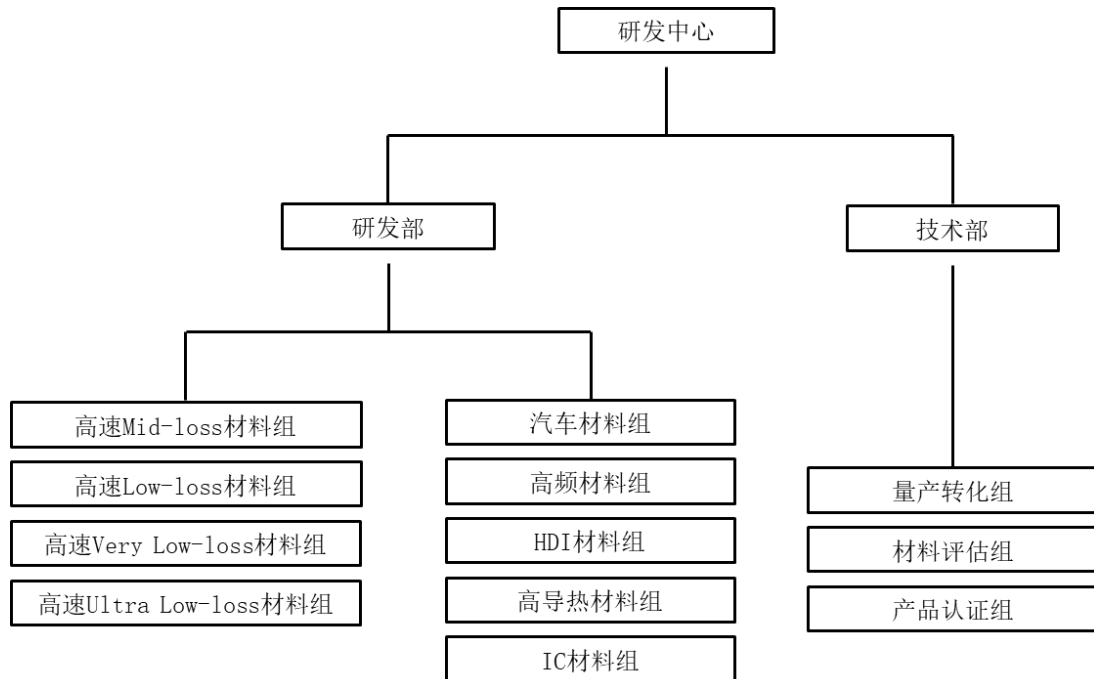 研发中心
研发部
技术部
高速Mid-loss材料组
高速Low-loss材料组
高速Very Low-loss材料组
高速Ultra Low-loss材料组
汽车材料组
高频材料组
HDI材料组
高导热材料组
IC材料组
量产转化组
材料评估组
产品认证组